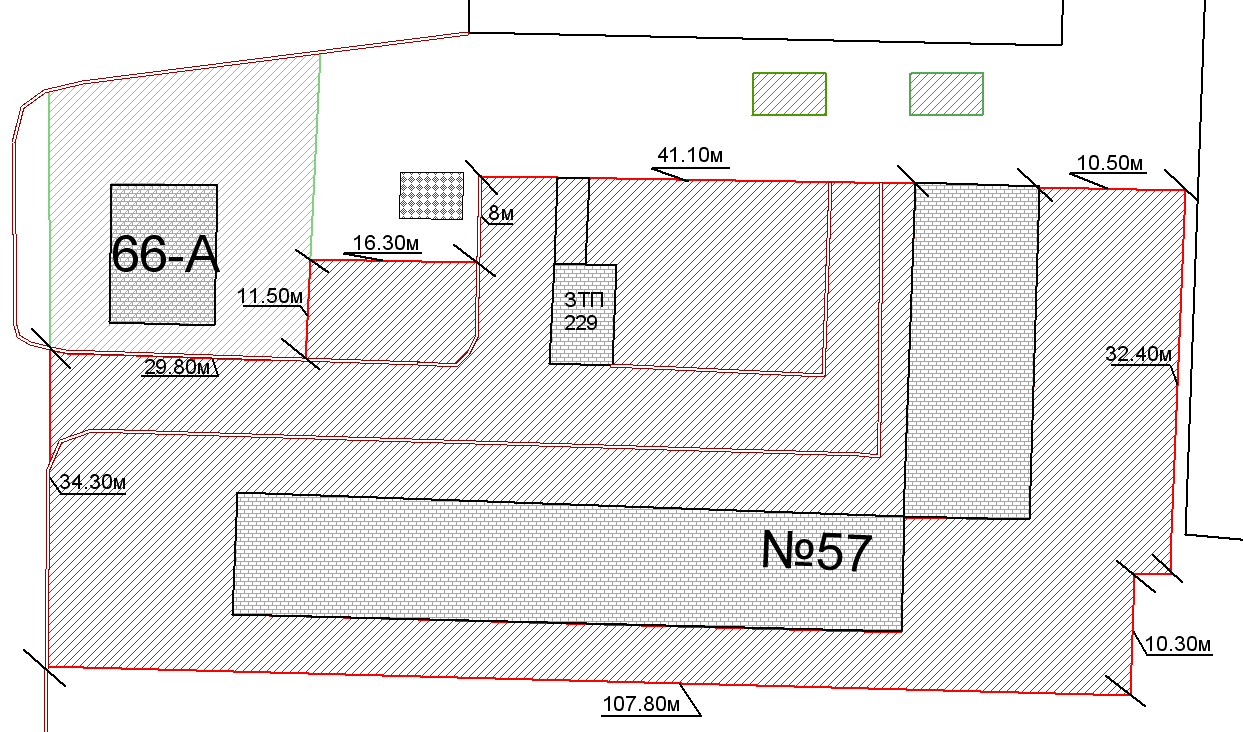 41.10м
10.50м
8м
16.30м
66-А
11.50м
ЗТП
229
32.40м
29.80м
34.30м
№57
10.30м
107.80м